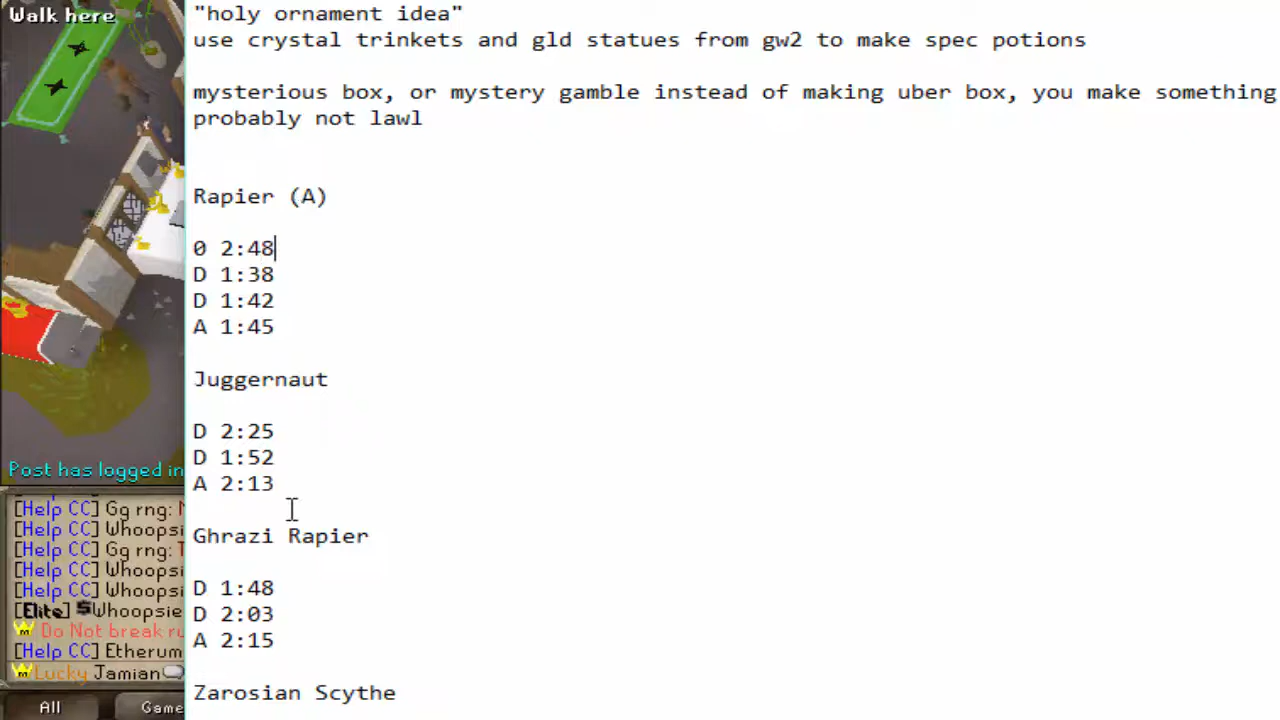 Walk here
"holy ornament idea"
use crystal trinkets and gld statues from gw2 to make spec potions
mysterious box, or mystery gamble instead of making uber box, you make something
probably not lawl
Rapier (A)
0 2:48
D 1:38
D 1:42
A 1:45
Juggernaut
D 2:25
D 1:52
A 2:13
Ghrazi Rapier
D 1:48
D 2:03
A 2:15
Zarosian Scythe
Post has logged in
[Help CC] Gg rng:
[Help CC] Whoopsi
[Help CC] Gg rng:
[Help CC] Whoopsi
[Help CC] Whoopsi
[Elite] Whoopsie
Do Not break ru
[Help CC] Etherum
Lucky Jamian
All
Game